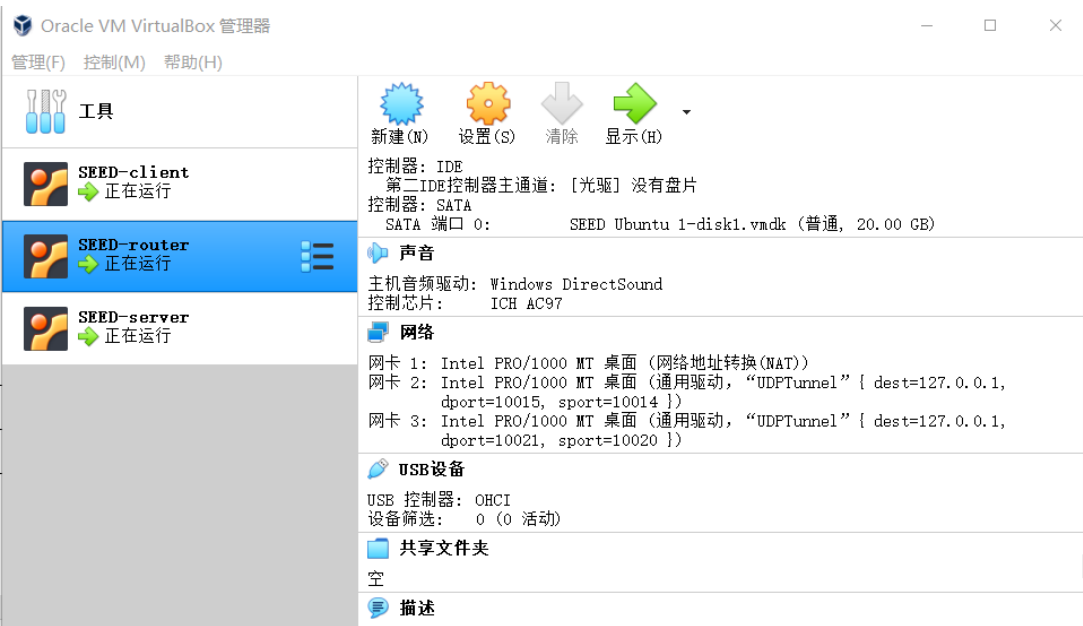 Oracle VM VirtualBox 管理器
管理(F) 控制(M) 帮助(H)
工具
SEED-client
正在运行
SEED-router
正在运行
SEED-server
正在运行
新建(N) 设置(S) 清除 显示(H)
控制器: IDE
第二IDE控制器主通道: [光驱] 没有盘片
控制器: SATA
SATA 端口 0: SEED Ubuntu 1-disk1.vmdk (普通, 20.00 GB)
声音
主机音频驱动: Windows DirectSound
控制芯片: ICH AC97
网络
网卡 1: Intel PRO/1000 MT 桌面 (网络地址转换(NAT))
网卡 2: Intel PRO/1000 MT 桌面 (通用驱动, “UDPTunnel” { dest=127.0.0.1,
dport=10015, sport=10014 })
网卡 3: Intel PRO/1000 MT 桌面 (通用驱动, “UDPTunnel” { dest=127.0.0.1,
dport=10021, sport=10020 })
USB设备
USB 控制器: OHCI
设备筛选: 0 (0 活动)
共享文件夹
空
描述